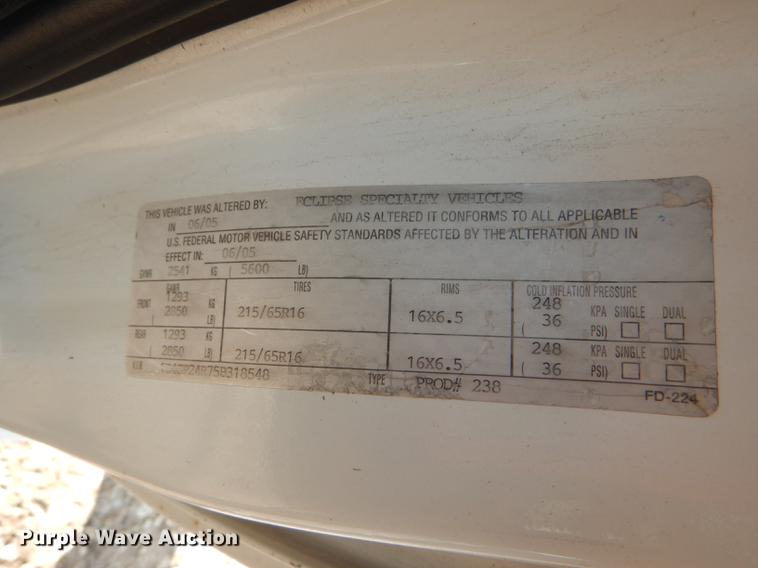 THIS VEHICLE WAS ALTERED BY: ECLIPSE SPECIALTY VEHICLES
IN 06/05 AND AS ALTERED IT CONFORMS TO ALL APPLICABLE
U.S. FEDERAL MOTOR VEHICLE SAFETY STANDARDS AFFECTED BY THE ALTERATION AND IN
EFFECT IN: 06/05
GVWR 2541 KG ( 5600 LB)
GAWR TIRES RIMS COLD INFLATION PRESSURE
FRONT 1293 KG 248 KPA SINGLE DUAL
( 2850 LB) 215/65R16 16X6.5 ( 36 PSI)
REAR 1293 KG 248 KPA SINGLE DUAL
( 2850 LB) 215/65R16 16X6.5 ( 36 PSI)
V.I.N. 24R75B318548 TYPE PROD# 238
FD-224
Purple Wave Auction